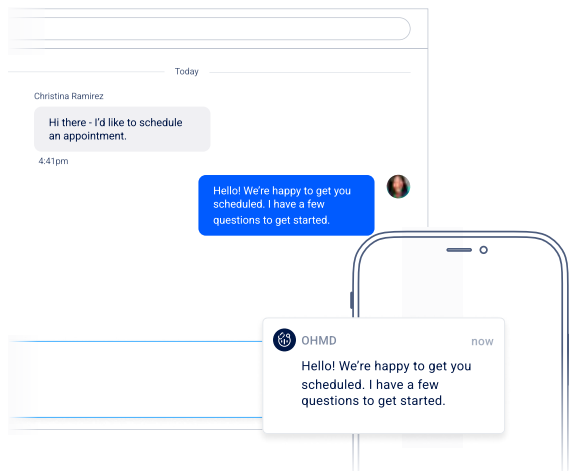 Today
Christina Ramirez
Hi there - I'd like to schedule
an appointment.
4:41pm
Hello! We're happy to get you
scheduled. I have a few
questions to get started.
OHMD
now
Hello! We're happy to get you
scheduled. I have a few
questions to get started.